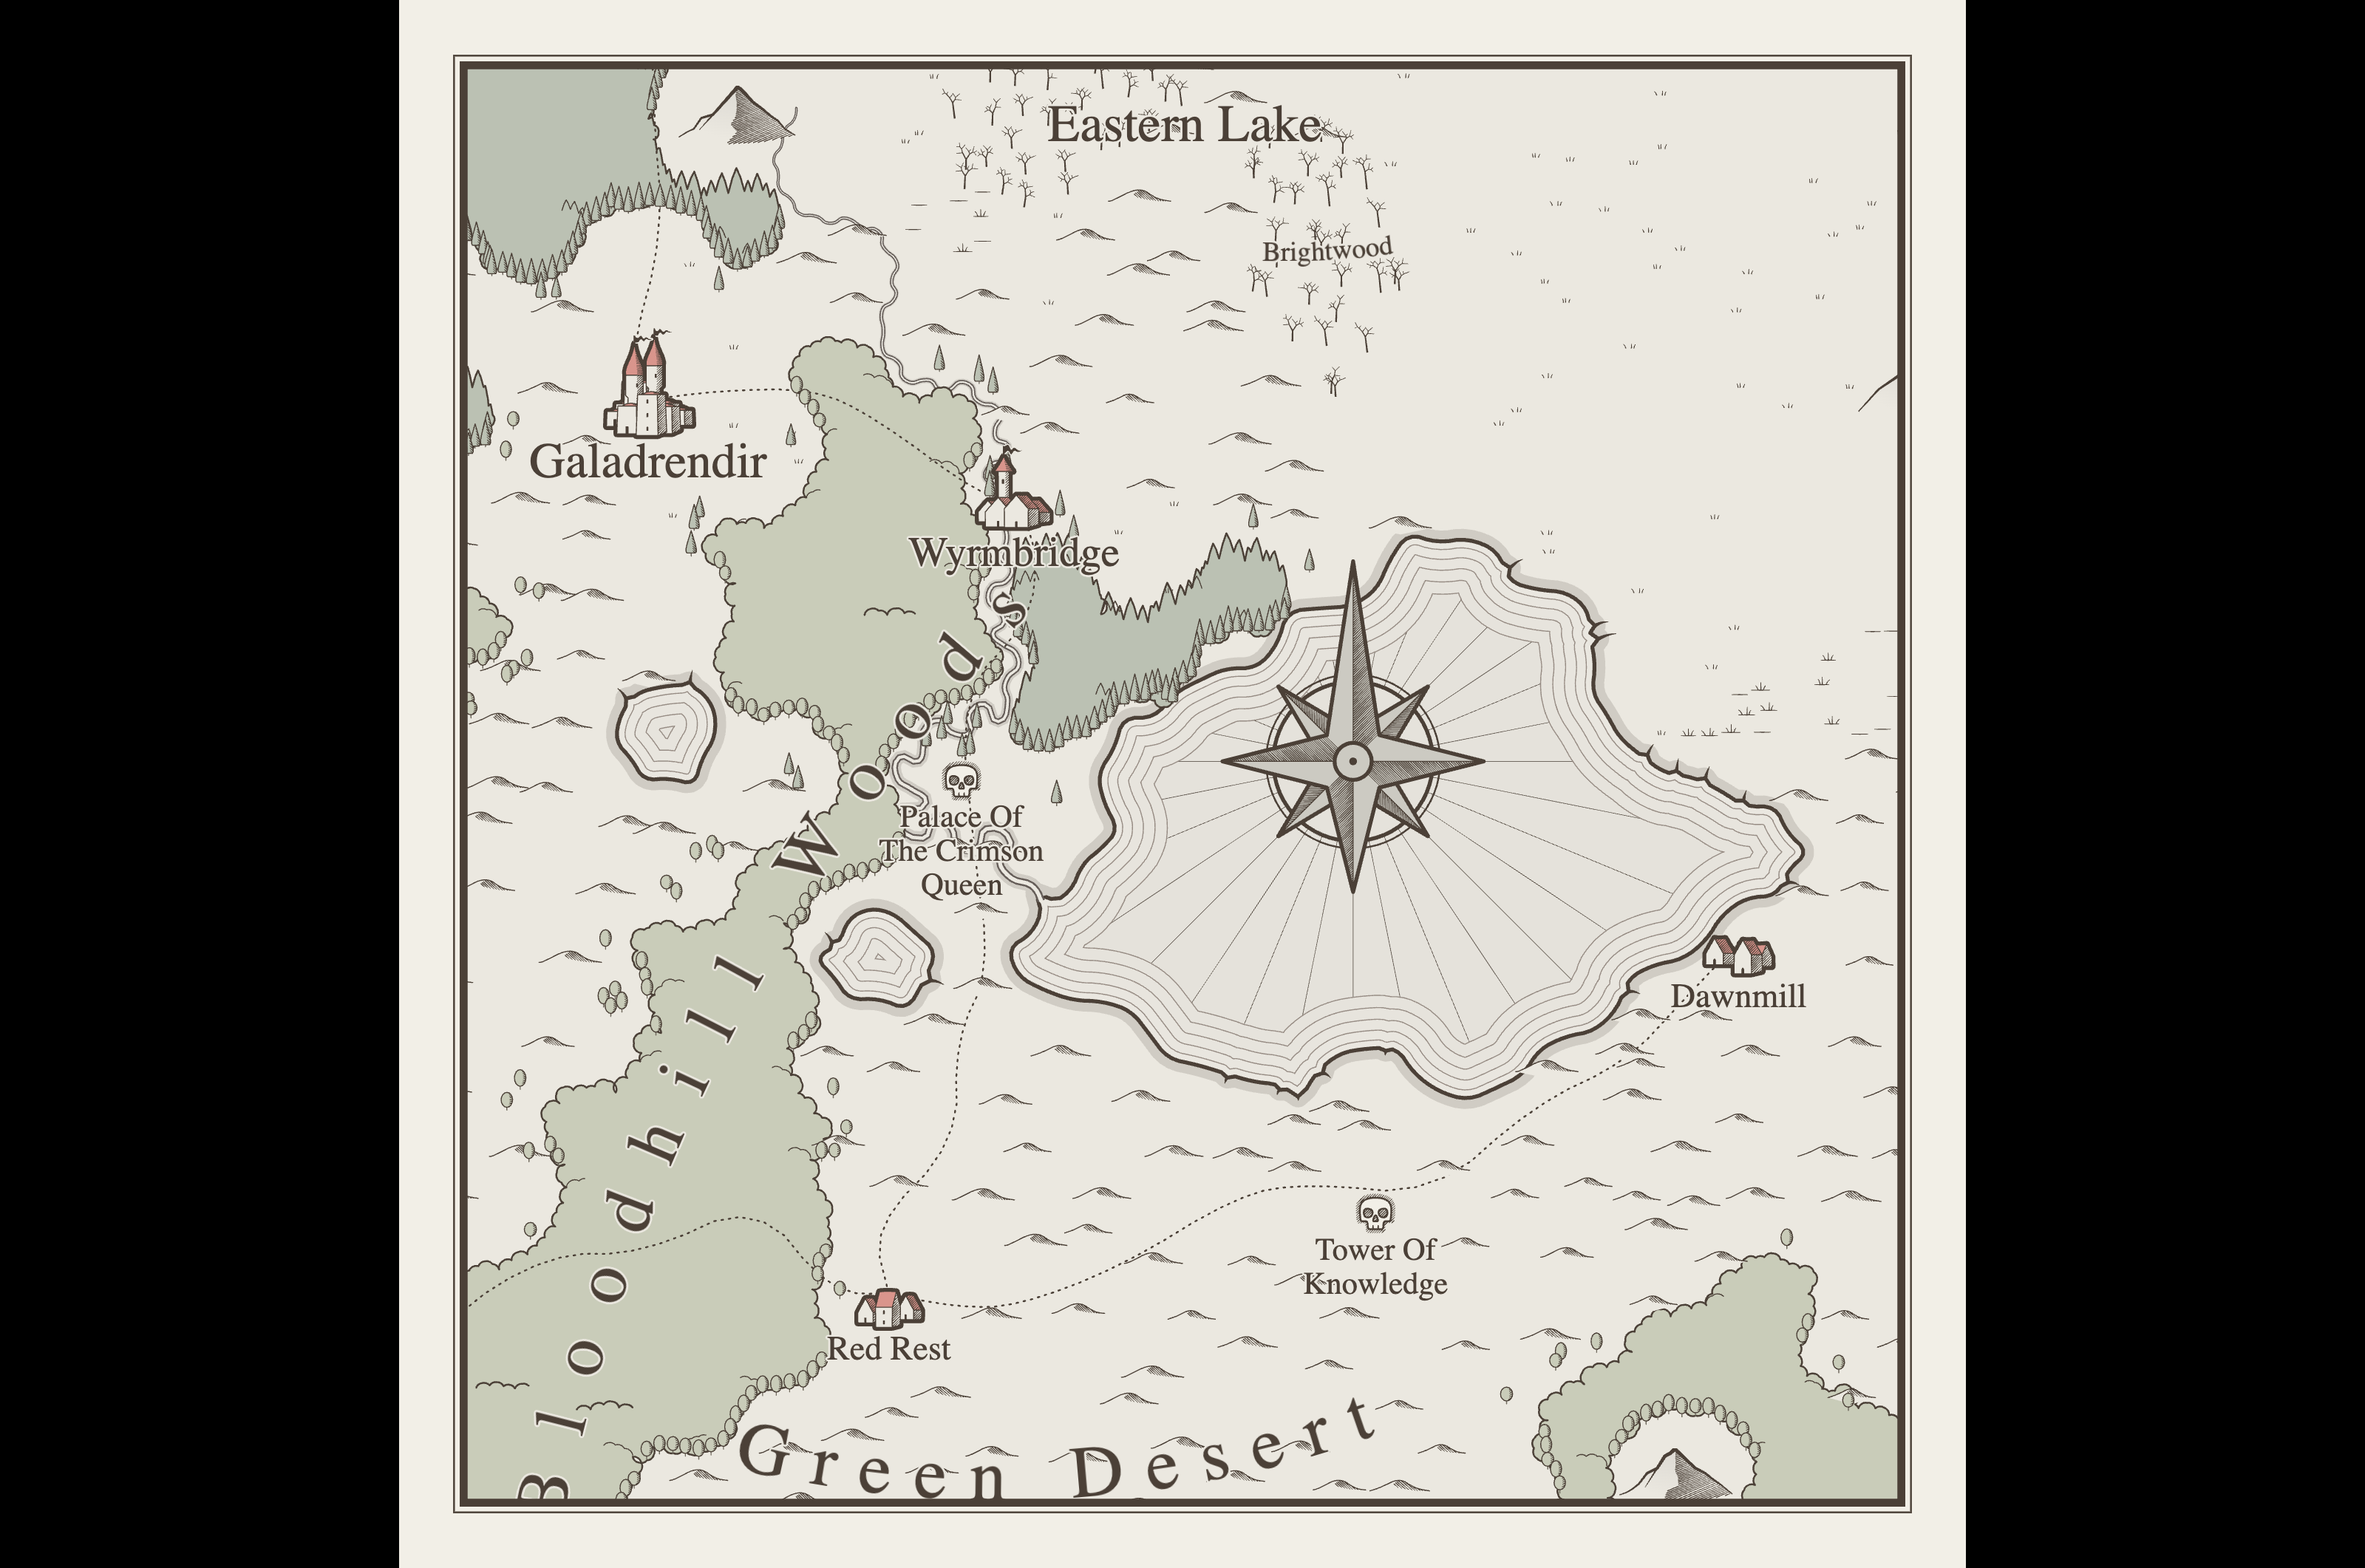 Eastern Lake
Brightwood
Galadrendir
Wyrmbridge
Palace Of
The Crimson
Queen
Bloodhill Woods
Dawnmill
Tower Of
Knowledge
Red Rest
Green Desert